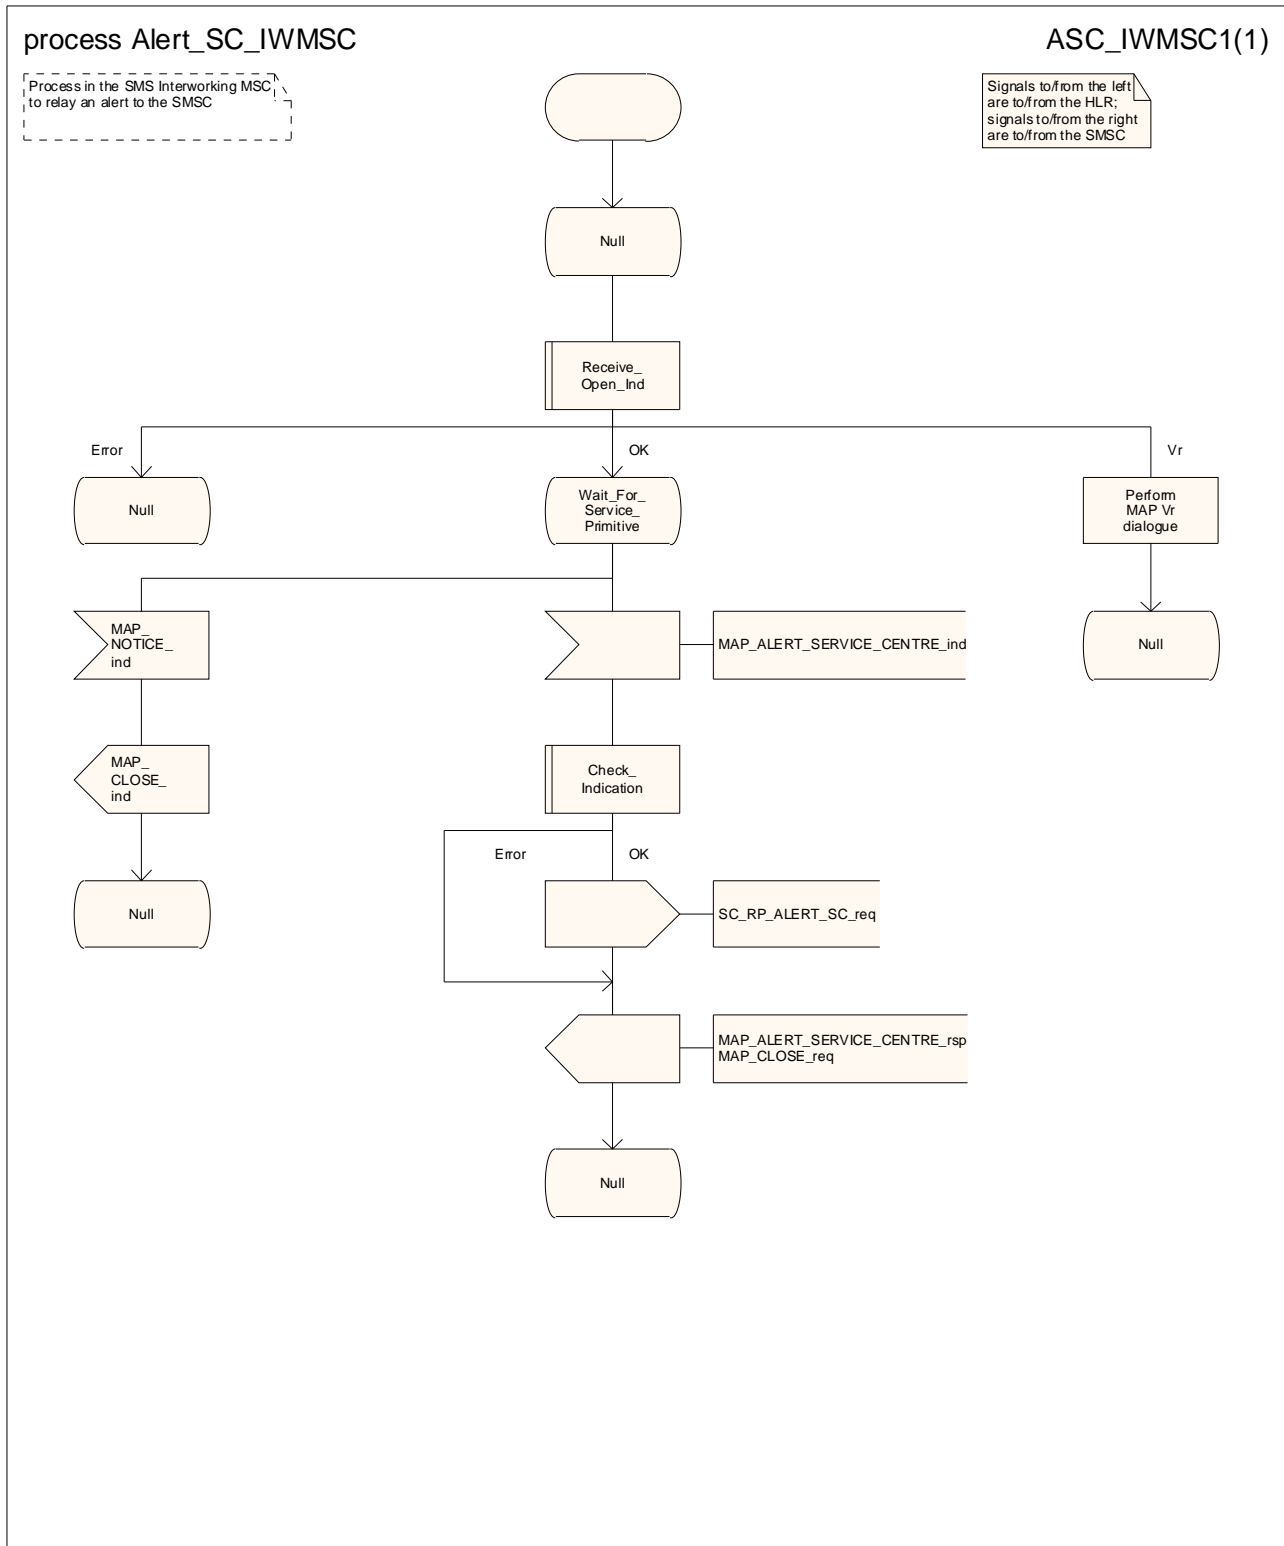 process Alert_SC_IWMSC
ASC_IWMSC1(1)
Process in the SMS Interworking MSC
to relay an alert to the SMSC
Signals to/from the left
are to/from the HLR;
signals to/from the right
are to/from the SMSC
Null
Receive_
Open_Ind
Error
OK
Vr
Null
Wait_For_
Service_
Primitive
Perform
MAP Vr
dialogue
MAP_
NOTICE_
ind
MAP_ALERT_SERVICE_CENTRE_ind
Null
MAP_
CLOSE_
ind
Check_
Indication
Error
OK
Null
SC_RP_ALERT_SC_req
MAP_ALERT_SERVICE_CENTRE_rsp
MAP_CLOSE_req
Null